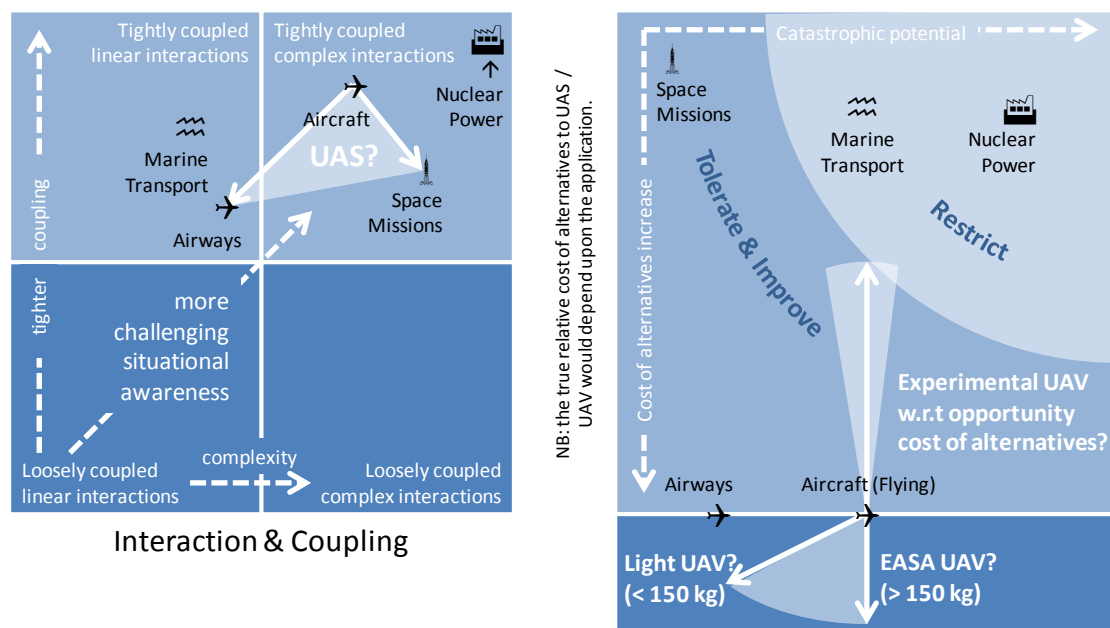 Tightly coupled
linear interactions
Tightly coupled
complex interactions
Nuclear
Power
Aircraft
UAS?
Marine
Transport
Space
Missions
Airways
coupling
tighter
more
challenging
situational
awareness
complexity
Loosely coupled
linear interactions
Loosely coupled
complex interactions
Interaction & Coupling
NB: the true relative cost of alternatives to UAS /
UAV would depend upon the application.
Catastrophic potential
Cost of alternatives increase
Space
Missions
Marine
Transport
Nuclear
Power
Tolerate & Improve
Restrict
Experimental UAV
w.r.t opportunity
cost of alternatives?
Airways
Aircraft (Flying)
Light UAV?
(< 150 kg)
EASA UAV?
(> 150 kg)